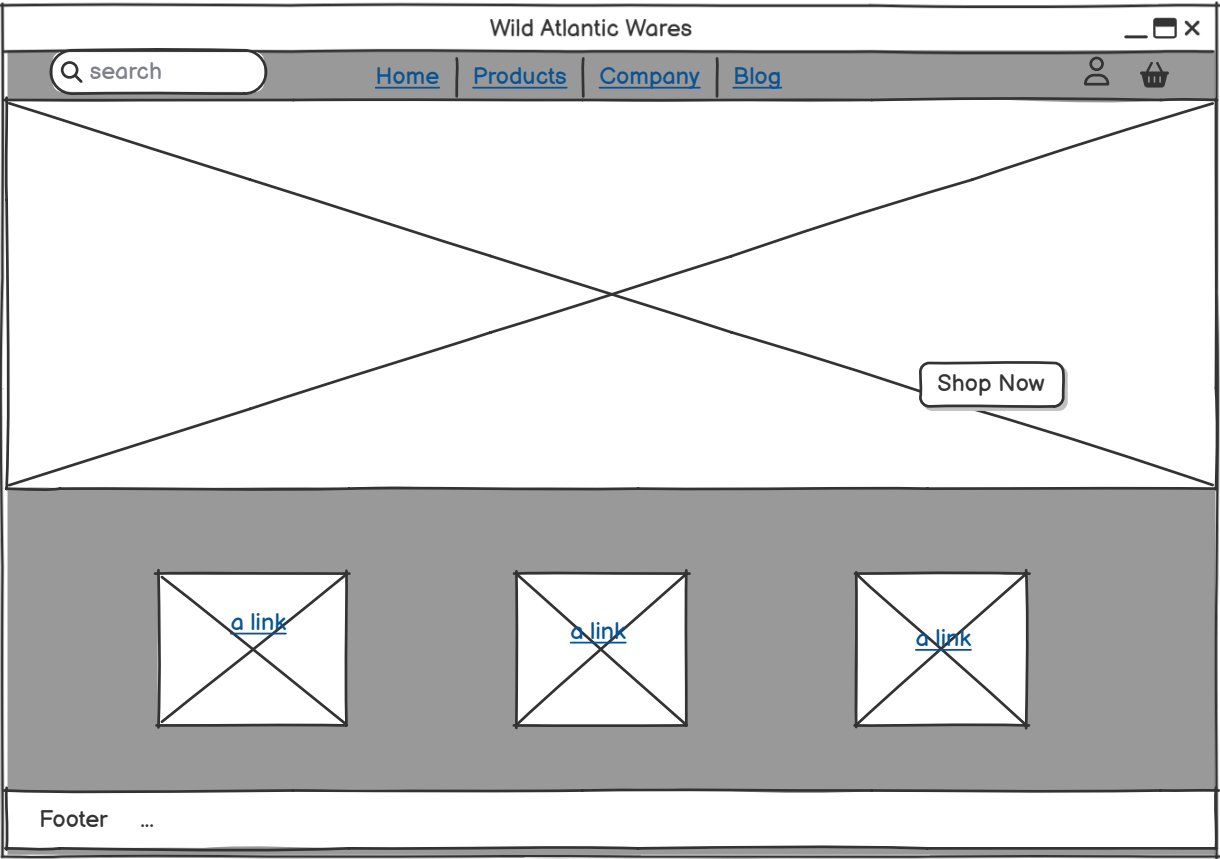 Wild Atlantic Wares
search
Home Products Company Blog
Shop Now
a link
a link
a link
Footer ...